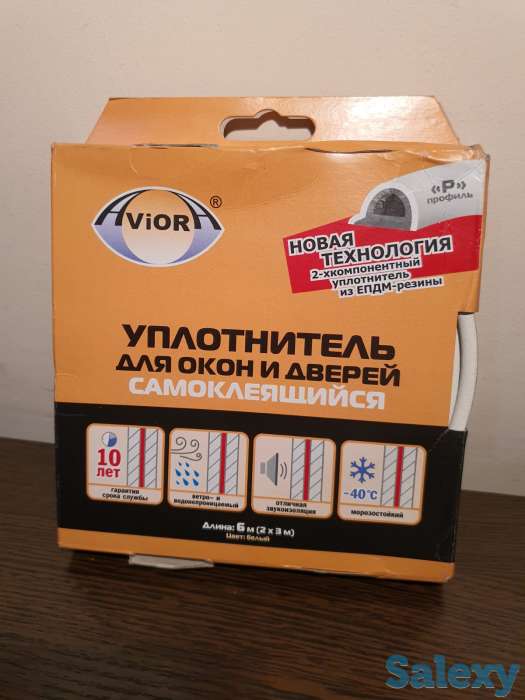 AViORA®
«Р»
профиль
НОВАЯ
ТЕХНОЛОГИЯ
2-хкомпонентный
уплотнитель
из ЕПДМ-резины
УПЛОТНИТЕЛЬ
ДЛЯ ОКОН И ДВЕРЕЙ
САМОКЛЕЯЩИЙСЯ
10
лет
гарантия
срока службы
ветро- и
водонепроницаемый
отличная
звукоизоляция
-40°С
морозостойкий
Длина: 6 м (2 х 3 м)
Цвет: белый
Salexy